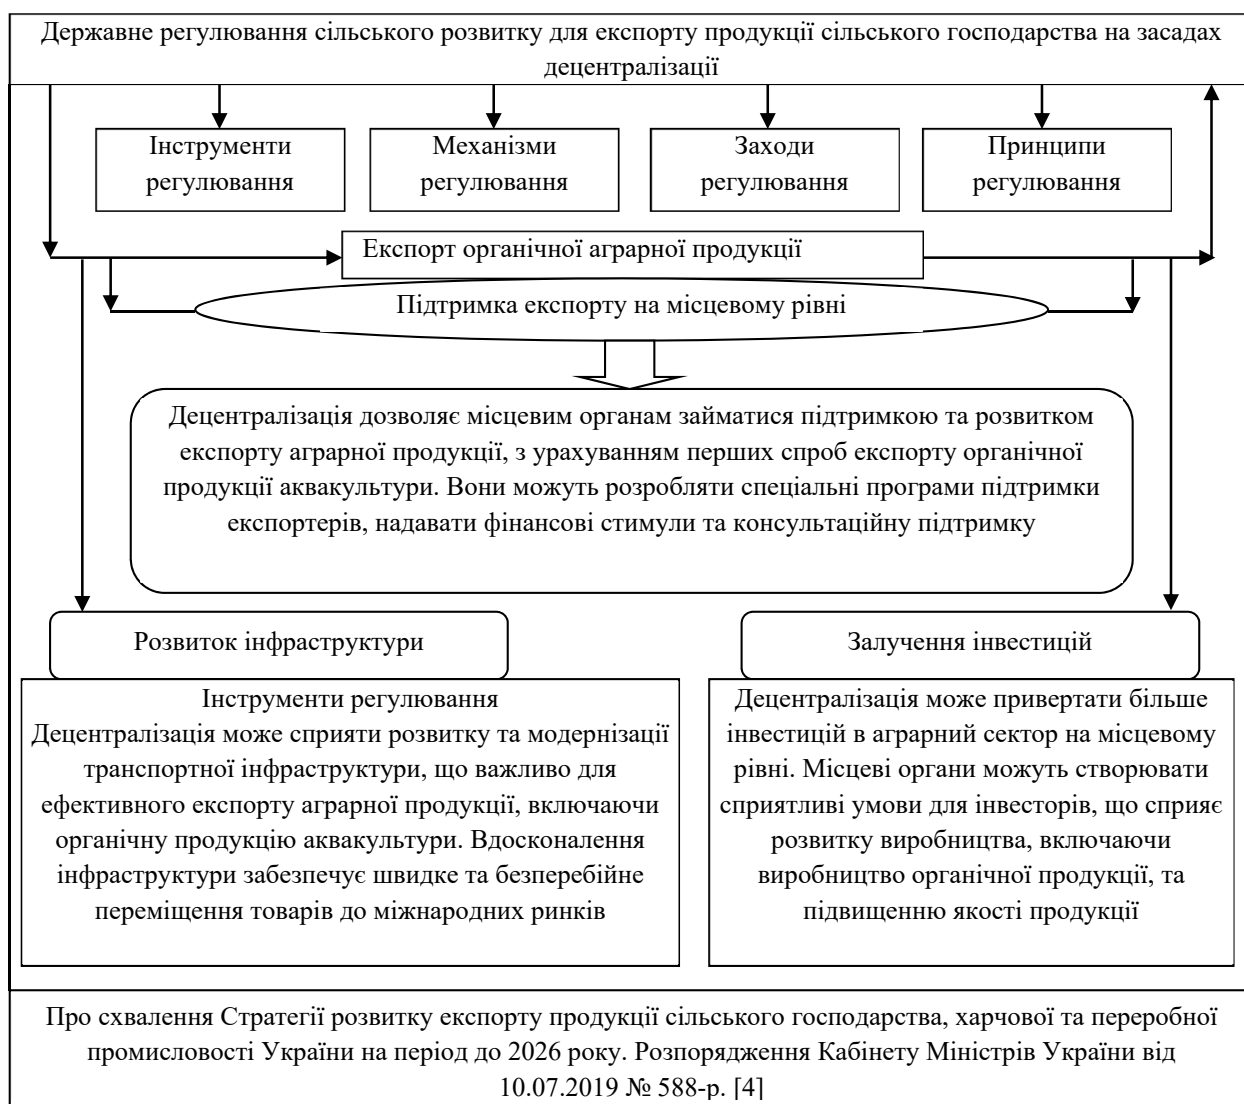 Державне регулювання сільського розвитку для експорту продукції сільського господарства на засадах
децентралізації
Інструменти
регулювання
Механізми
регулювання
Заходи
регулювання
Принципи
регулювання
Експорт органічної аграрної продукції
Підтримка експорту на місцевому рівні
Децентралізація дозволяє місцевим органам займатися підтримкою та розвитком
експорту аграрної продукції, з урахуванням перших спроб експорту органічної
продукції аквакультури. Вони можуть розробляти спеціальні програми підтримки
експортерів, надавати фінансові стимули та консультаційну підтримку
Розвиток інфраструктури
Інструменти регулювання
Децентралізація може сприяти розвитку та модернізації
транспортної інфраструктури, що важливо для
ефективного експорту аграрної продукції, включаючи
органічну продукцію аквакультури. Вдосконалення
інфраструктури забезпечує швидке та безперебійне
переміщення товарів до міжнародних ринків
Залучення інвестицій
Децентралізація може привертати більше
інвестицій в аграрний сектор на місцевому
рівні. Місцеві органи можуть створювати
сприятливі умови для інвесторів, що сприяє
розвитку виробництва, включаючи
виробництво органічної продукції, та
підвищенню якості продукції
Про схвалення Стратегії розвитку експорту продукції сільського господарства, харчової та переробної
промисловості України на період до 2026 року. Розпорядження Кабінету Міністрів України від
10.07.2019 № 588-р. [4]